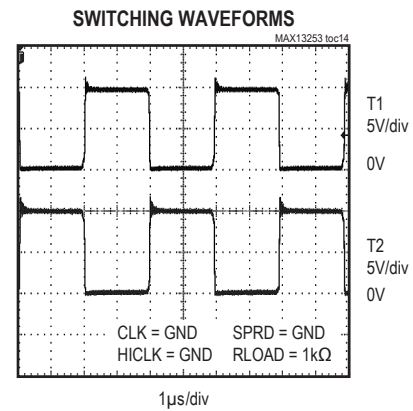 SWITCHING WAVEFORMS
MAX13253 toc14
T1
5V/div
0V
T2
5V/div
0V
CLK = GND SPRD = GND
HICLK = GND RLOAD = 1kΩ
1µs/div